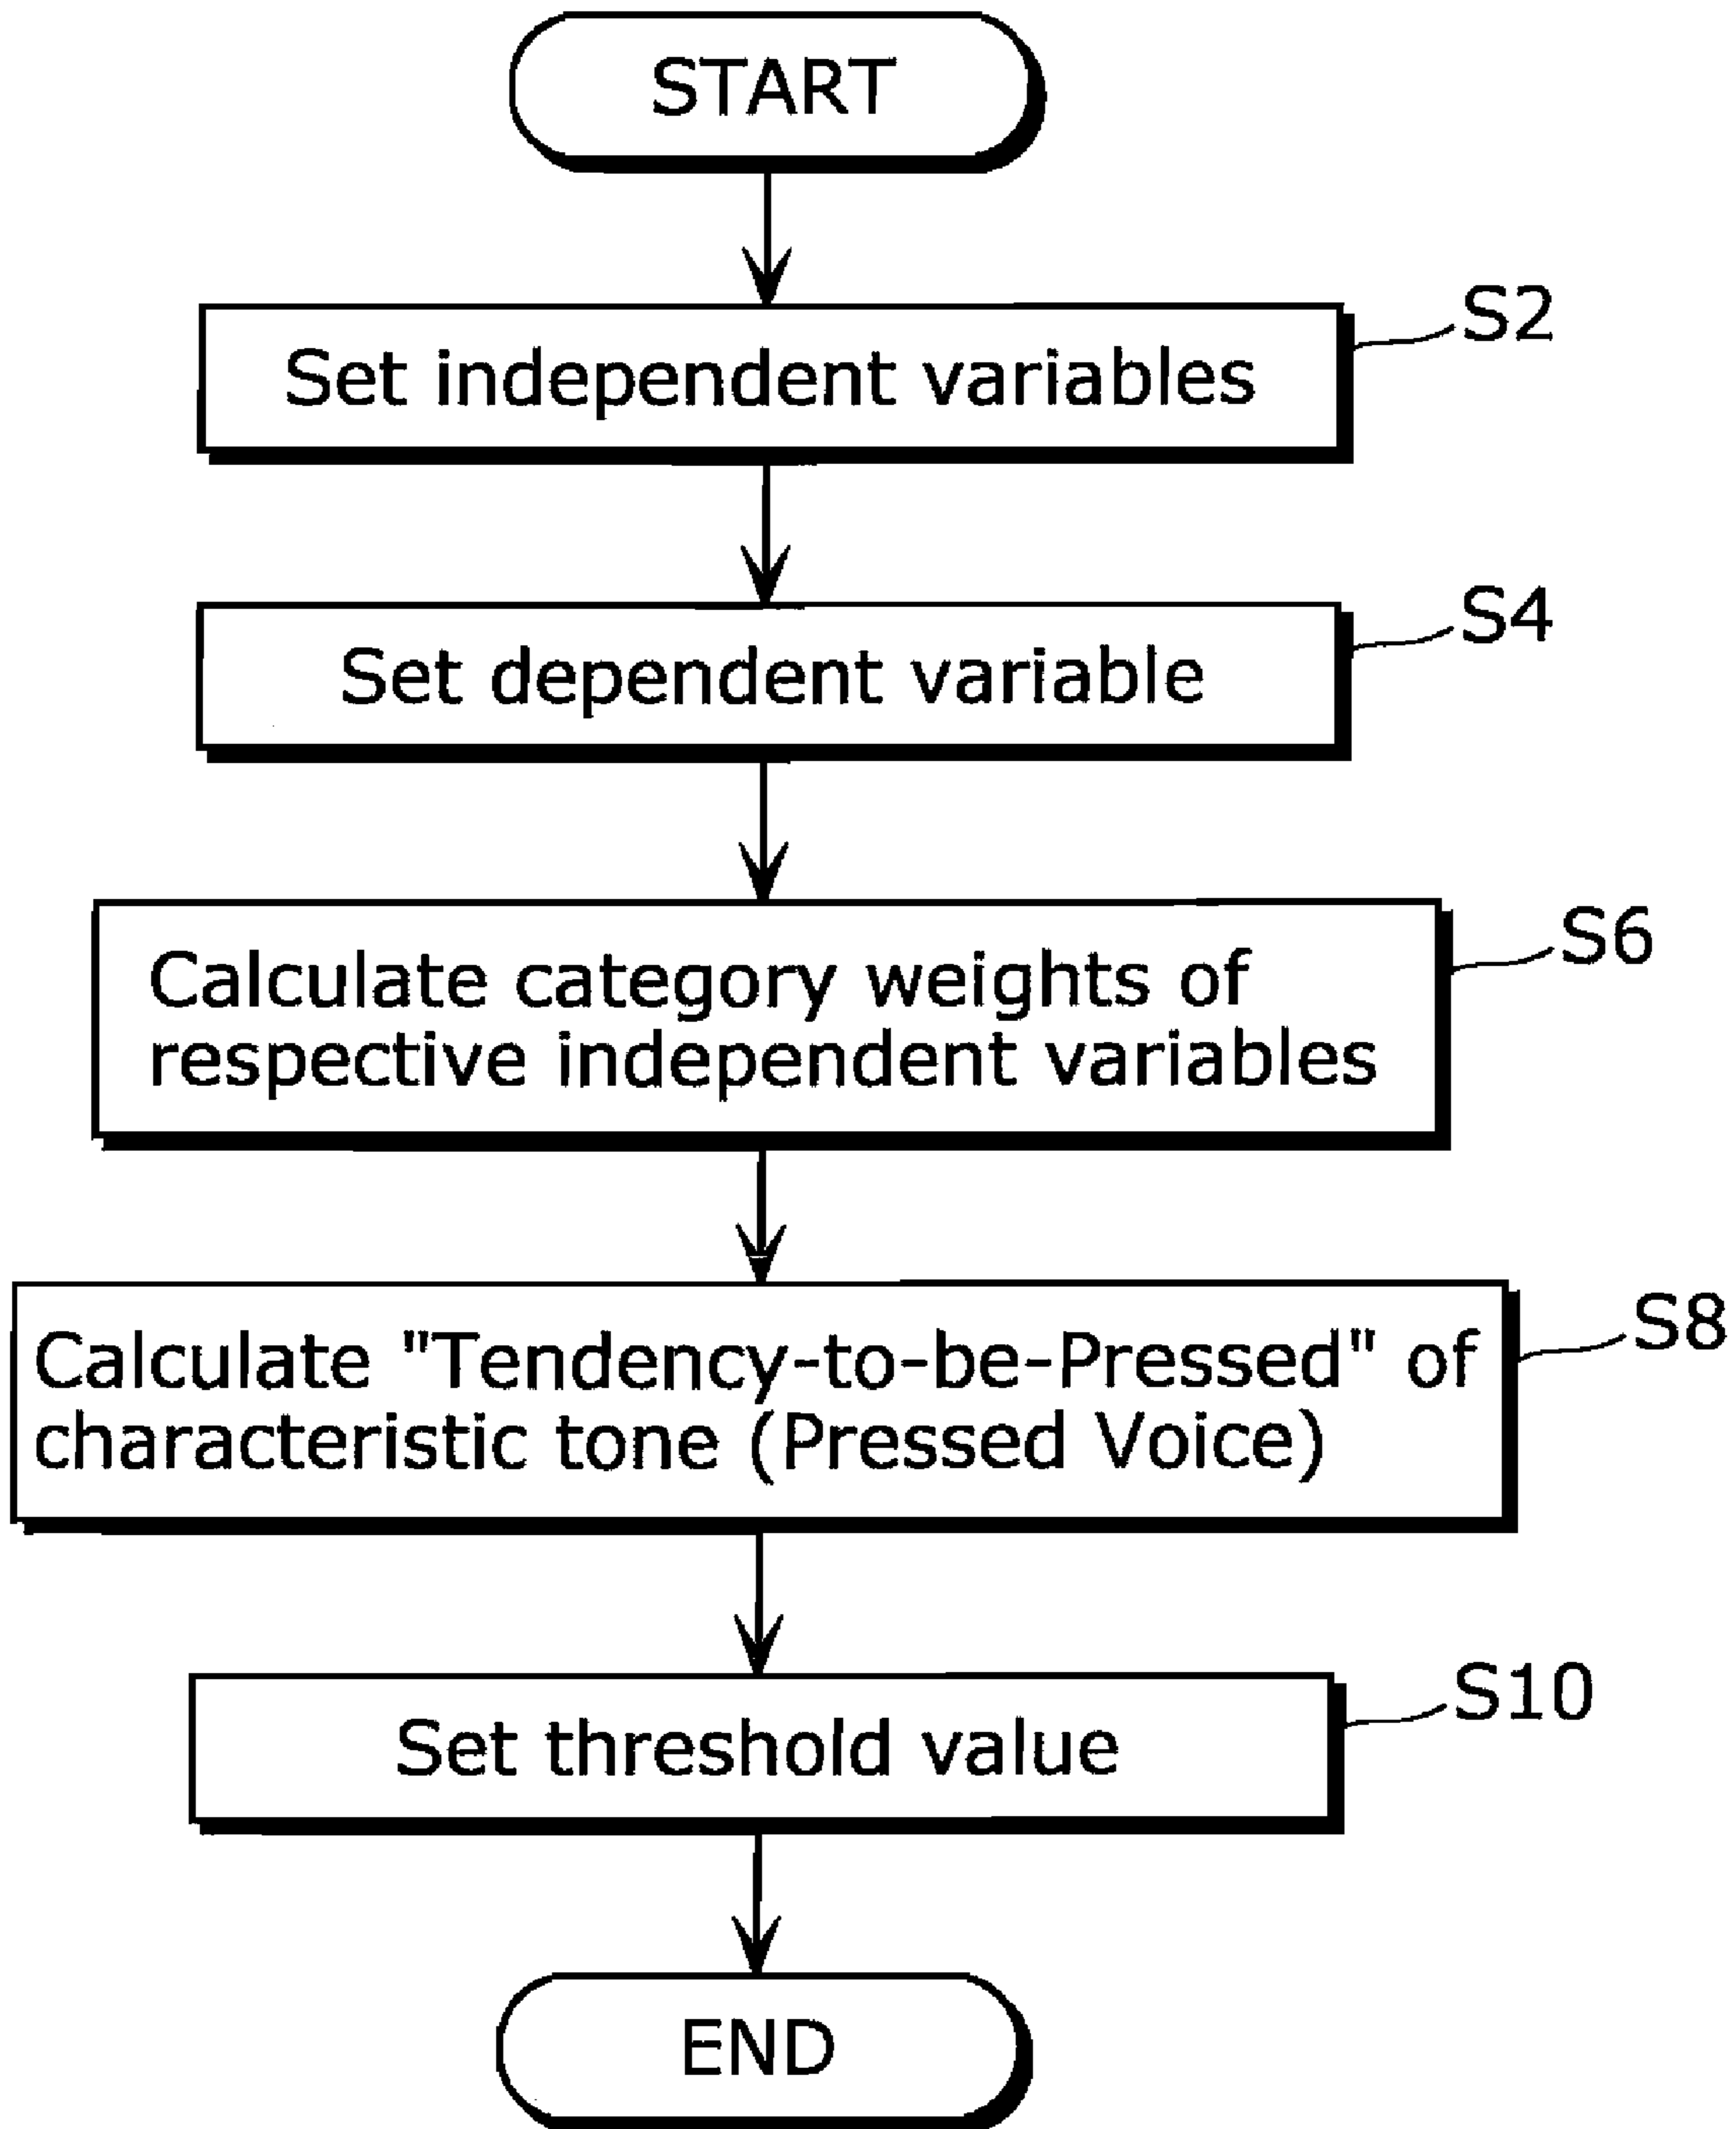 START
S2
Set independent variables
S4
Set dependent variable
S6
Calculate category weights of
respective independent variables
S8
Calculate "Tendency-to-be-Pressed" of
characteristic tone (Pressed Voice)
S10
Set threshold value
END